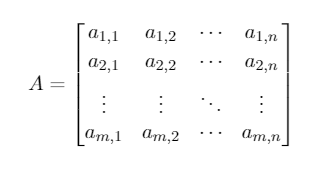 A = [ a_{1,1} a_{1,2} ⋯ a_{1,n}
a_{2,1} a_{2,2} ⋯ a_{2,n}
⋮ ⋮ ⋱ ⋮
a_{m,1} a_{m,2} ⋯ a_{m,n} ]